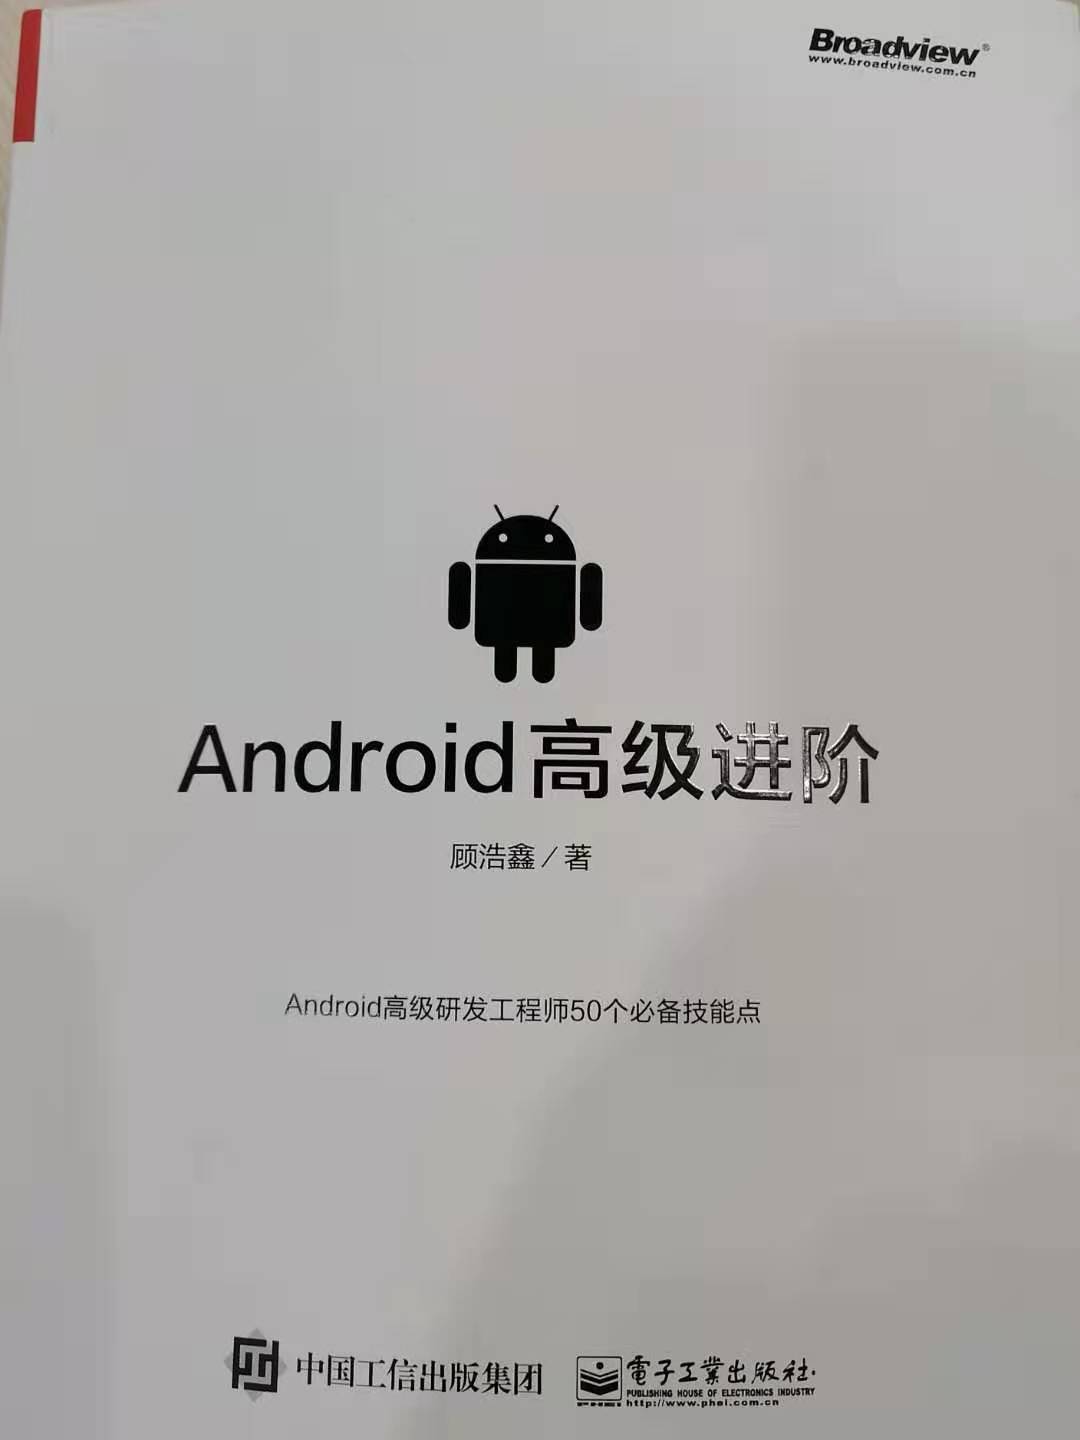 Broadview®
www.broadview.com.cn
Android高级进阶
顾浩鑫／著
Android高级研发工程师50个必备技能点
中国工信出版集团
電子工業出版社·
PUBLISHING HOUSE OF ELECTRONICS INDUSTRY
PHEI http://www.phei.com.cn